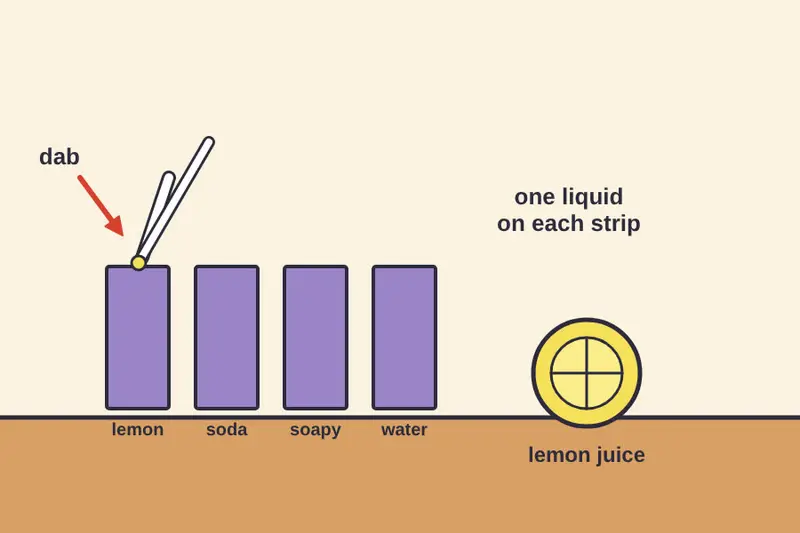 dab
one liquid
on each strip
lemon
soda
soapy
water
lemon juice